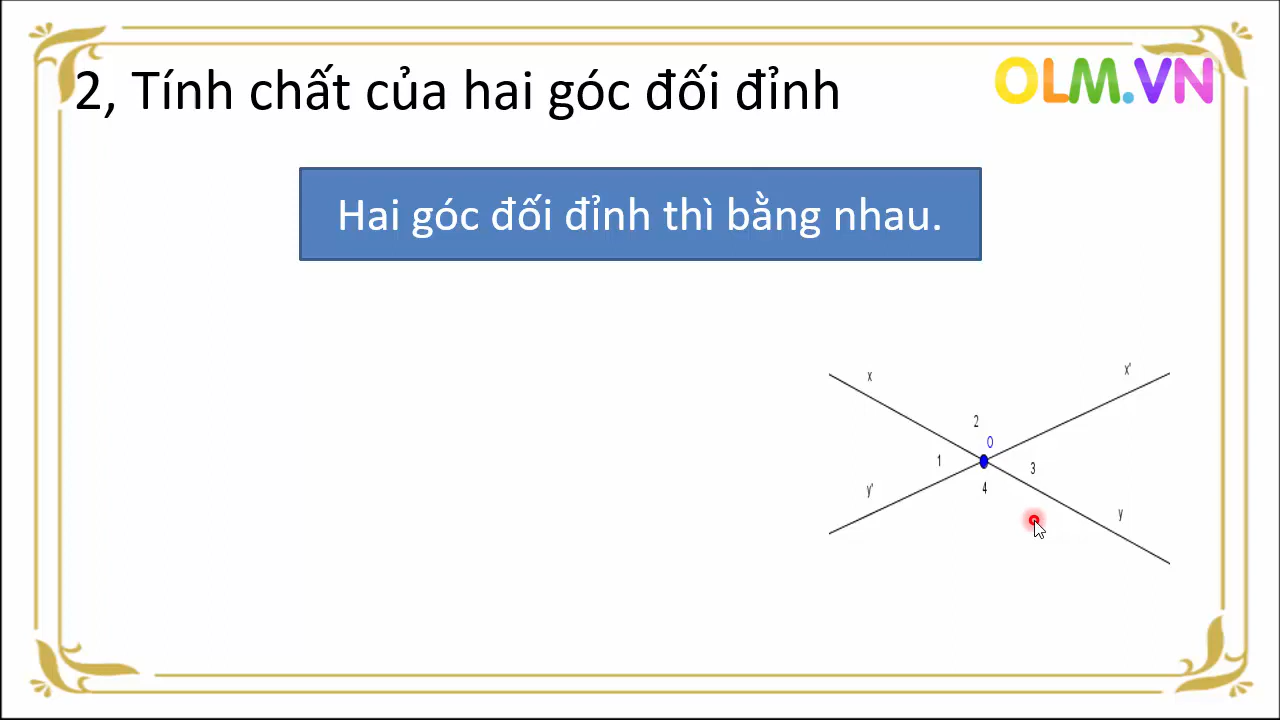 2, Tính chất của hai góc đối đỉnh
OLM.VN
Hai góc đối đỉnh thì bằng nhau.
x
x'
2
O
1
3
y'
4
y